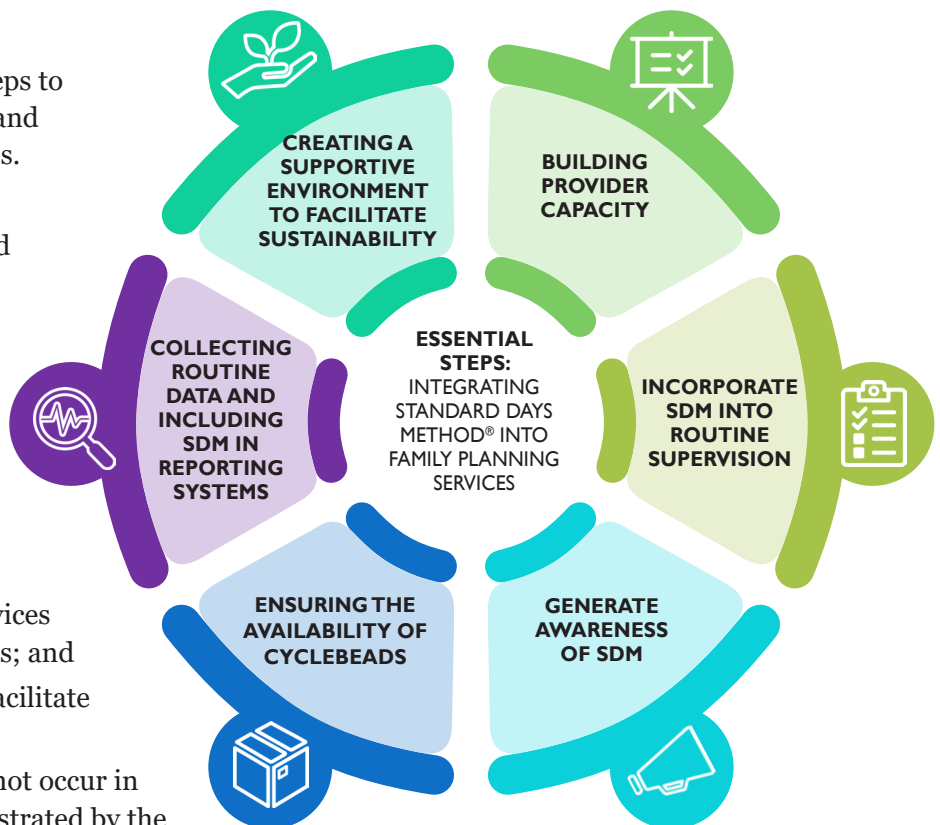 eps to
and
s.
d
vices
s; and
acilitate
not occur in
strated by the
CREATING A
SUPPORTIVE
ENVIRONMENT
TO FACILITATE
SUSTAINABILITY
BUILDING
PROVIDER
CAPACITY
COLLECTING
ROUTINE
DATA AND
INCLUDING
SDM IN
REPORTING
SYSTEMS
ESSENTIAL
STEPS:
INTEGRATING
STANDARD DAYS
METHOD® INTO
FAMILY PLANNING
SERVICES
INCORPORATE
SDM INTO
ROUTINE
SUPERVISION
ENSURING THE
AVAILABILITY OF
CYCLEBEADS
GENERATE
AWARENESS
OF SDM